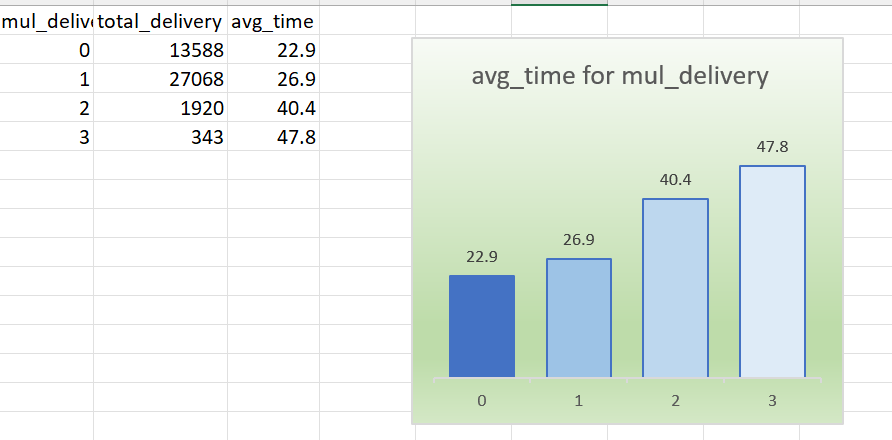 mul_delive total_delivery avg_time
0 13588 22.9
1 27068 26.9
2 1920 40.4
3 343 47.8
avg_time for mul_delivery
22.9 26.9 40.4 47.8
0 1 2 3